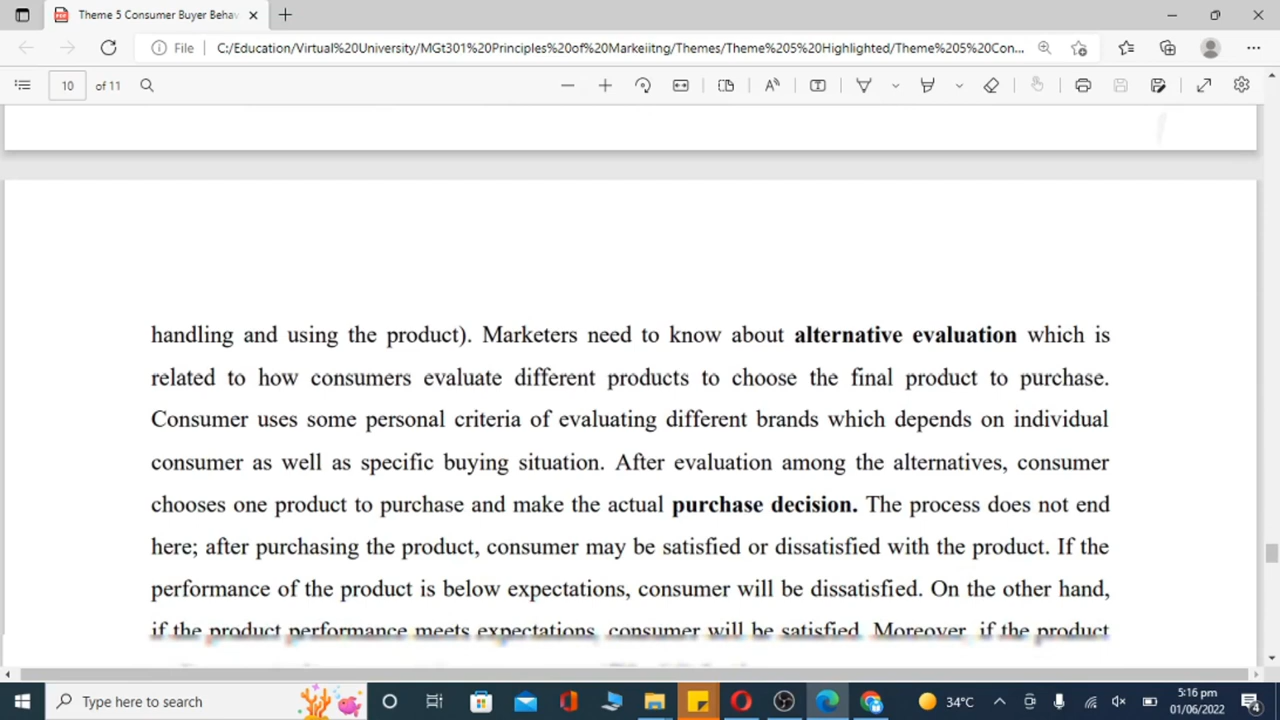 Theme 5 Consumer Buyer Behav
File C:/Education/Virtual%20University/MGt301%20Principles%20of%20Markeiitng/Themes/Theme%205%20Highlighted/Theme%205%20Con...
10 of 11
handling and using the product). Marketers need to know about alternative evaluation which is
related to how consumers evaluate different products to choose the final product to purchase.
Consumer uses some personal criteria of evaluating different brands which depends on individual
consumer as well as specific buying situation. After evaluation among the alternatives, consumer
chooses one product to purchase and make the actual purchase decision. The process does not end
here; after purchasing the product, consumer may be satisfied or dissatisfied with the product. If the
performance of the product is below expectations, consumer will be dissatisfied. On the other hand,
if the product performance meets expectations, consumer will be satisfied. Moreover, if the product
Type here to search
34°C
5:16 pm
01/06/2022
4